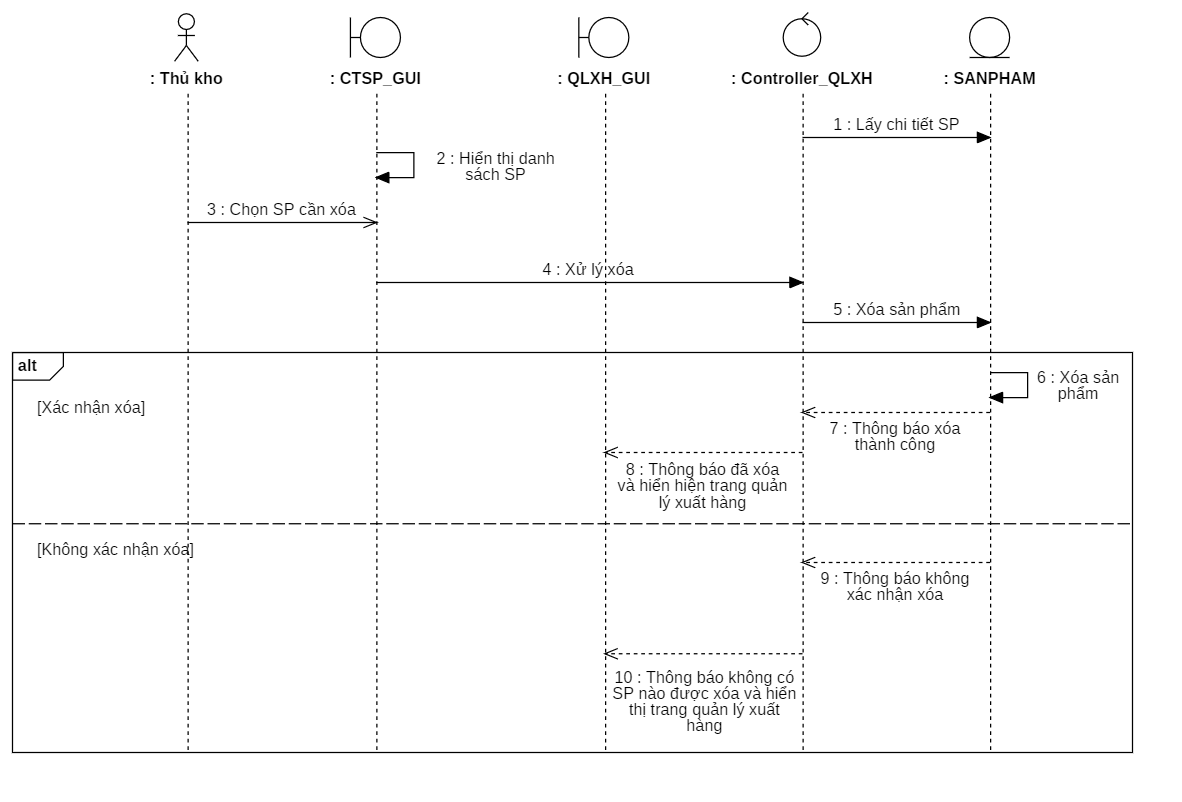 : Thủ kho
: CTSP_GUI
: QLXH_GUI
: Controller_QLXH
: SANPHAM
1 : Lấy chi tiết SP
2 : Hiển thị danh
sách SP
3 : Chọn SP cần xóa
4 : Xử lý xóa
5 : Xóa sản phẩm
alt
6 : Xóa sản
phẩm
[Xác nhận xóa]
7 : Thông báo xóa
thành công
8 : Thông báo đã xóa
và hiển hiện trang quản
lý xuất hàng
[Không xác nhận xóa]
9 : Thông báo không
xác nhận xóa
10 : Thông báo không có
SP nào được xóa và hiển
thị trang quản lý xuất
hàng